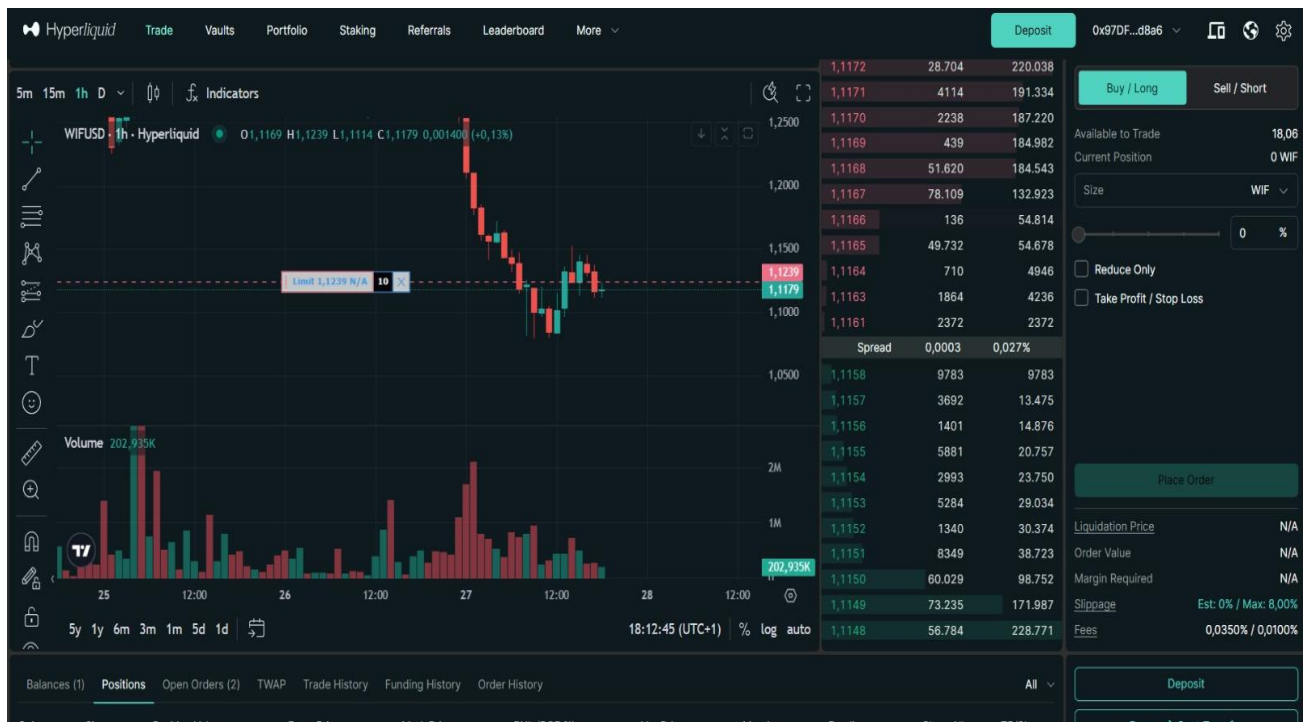 Hyperliquid Trade Vaults Portfolio Staking Referrals Leaderboard More Deposit 0x97DF...d8a6
5m 15m 1h D fx Indicators
WIFUSD · 1h · Hyperliquid O1,1169 H1,1239 L1,1114 C1,1179 0,001400 (+0,13%)
Limit 1,1239 N/A 10
1,2500
1,2000
1,1500
1,1239
1,1179
1,1000
1,0500
Volume 202,935K
2M
1M
202,935K
25 12:00 26 12:00 27 12:00 28 12:00
5y 1y 6m 3m 1m 5d 1d 18:12:45 (UTC+1) % log auto
1,1172 28.704 220.038
1,1171 4114 191.334
1,1170 2238 187.220
1,1169 439 184.982
1,1168 51.620 184.543
1,1167 78.109 132.923
1,1166 136 54.814
1,1165 49.732 54.678
1,1164 710 4946
1,1163 1864 4236
1,1161 2372 2372
Spread 0,0003 0,027%
1,1158 9783 9783
1,1157 3692 13.475
1,1156 1401 14.876
1,1155 5881 20.757
1,1154 2993 23.750
1,1153 5284 29.034
1,1152 1340 30.374
1,1151 8349 38.723
1,1150 60.029 98.752
1,1149 73.235 171.987
1,1148 56.784 228.771
Buy / Long Sell / Short
Available to Trade 18,06
Current Position 0 WIF
Size WIF
0 %
Reduce Only
Take Profit / Stop Loss
Place Order
Liquidation Price N/A
Order Value N/A
Margin Required N/A
Slippage Est: 0% / Max: 8,00%
Fees 0,0350% / 0,0100%
Balances (1) Positions Open Orders (2) TWAP Trade History Funding History Order History All
Deposit